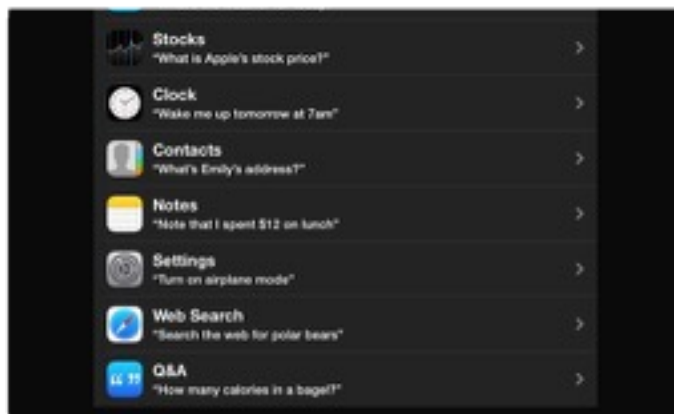 Stocks
"What is Apple's stock price?"
Clock
"Wake me up tomorrow at 7am"
Contacts
"What's Emily's address?"
Notes
"Note that I spent $12 on lunch"
Settings
"Turn on airplane mode"
Web Search
"Search the web for polar bears"
Q&A
"How many calories in a bagel?"